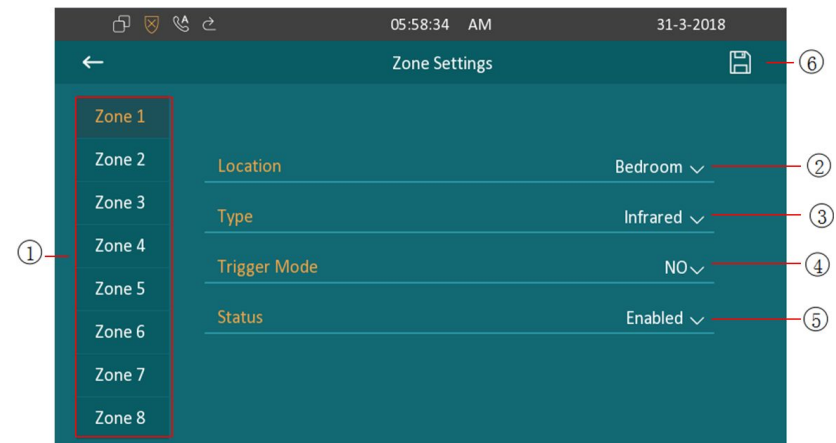 05:58:34 AM 31-3-2018
Zone Settings
⑥
Zone 1
Zone 2
Zone 3
Zone 4
Zone 5
Zone 6
Zone 7
Zone 8
①
Location Bedroom ②
Type Infrared ③
Trigger Mode NO ④
Status Enabled ⑤